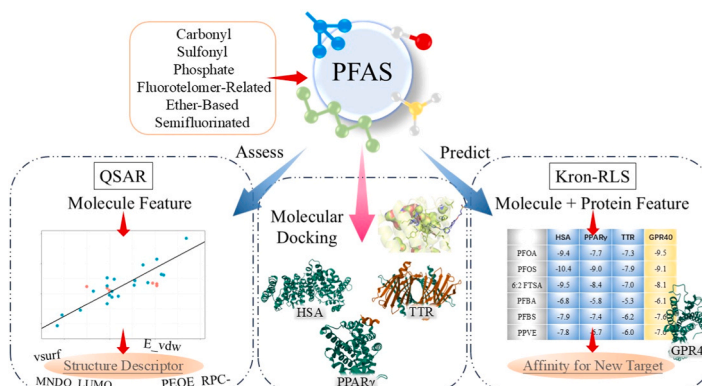 Carbonyl
Sulfonyl
Phosphate
Fluorotelomer-Related
Ether-Based
Semifluorinated
PFAS
Assess
Predict
QSAR
Molecule Feature
vsurf
E_vdw
Structure Descriptor
MNDO_LUMO
PEOE_RPC-
Molecular
Docking
HSA
TTR
PPARγ
Kron-RLS
Molecule + Protein Feature
HSA PPARγ TTR GPR40
PFOA -9.4 -7.7 -7.3 -9.5
PFOS -10.4 -9.0 -7.9 -9.1
6:2 FTSA -9.5 -8.4 -7.0 -8.1
PFBA -6.8 -5.8 -5.3 -6.1
PFBS -7.9 -7.4 -6.2
PPVE -7.8 -6.0
GPR4
Affinity for New Target